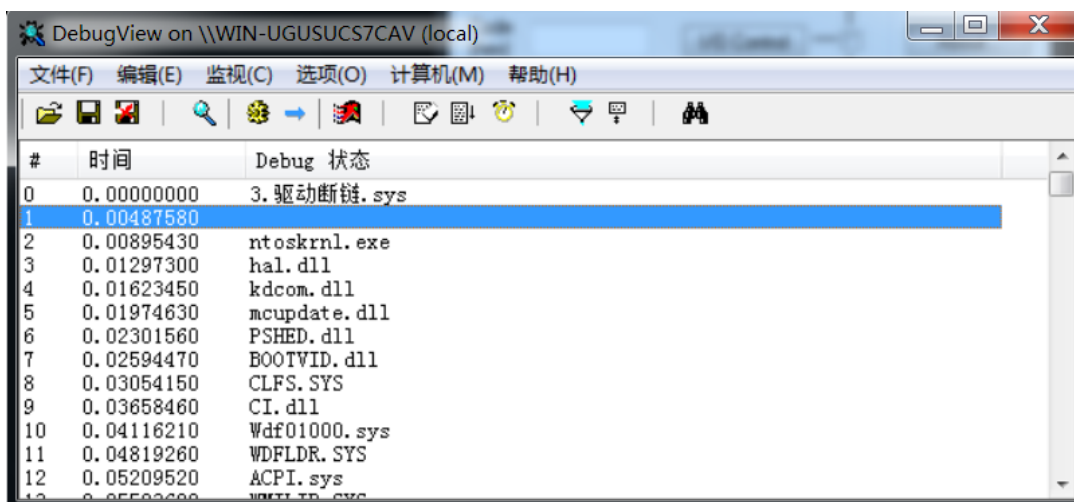 DebugView on \\WIN-UGUSUCS7CAV (local)
文件(F) 编辑(E) 监视(C) 选项(O) 计算机(M) 帮助(H)
# 时间 Debug 状态
0 0.00000000 3.驱动断链.sys
1 0.00487580
2 0.00895430 ntoskrnl.exe
3 0.01297300 hal.dll
4 0.01623450 kdcom.dll
5 0.01974630 mcupdate.dll
6 0.02301560 PSHED.dll
7 0.02594470 BOOTVID.dll
8 0.03054150 CLFS.SYS
9 0.03658460 CI.dll
10 0.04116210 Wdf01000.sys
11 0.04819260 WDFLDR.SYS
12 0.05209520 ACPI.sys